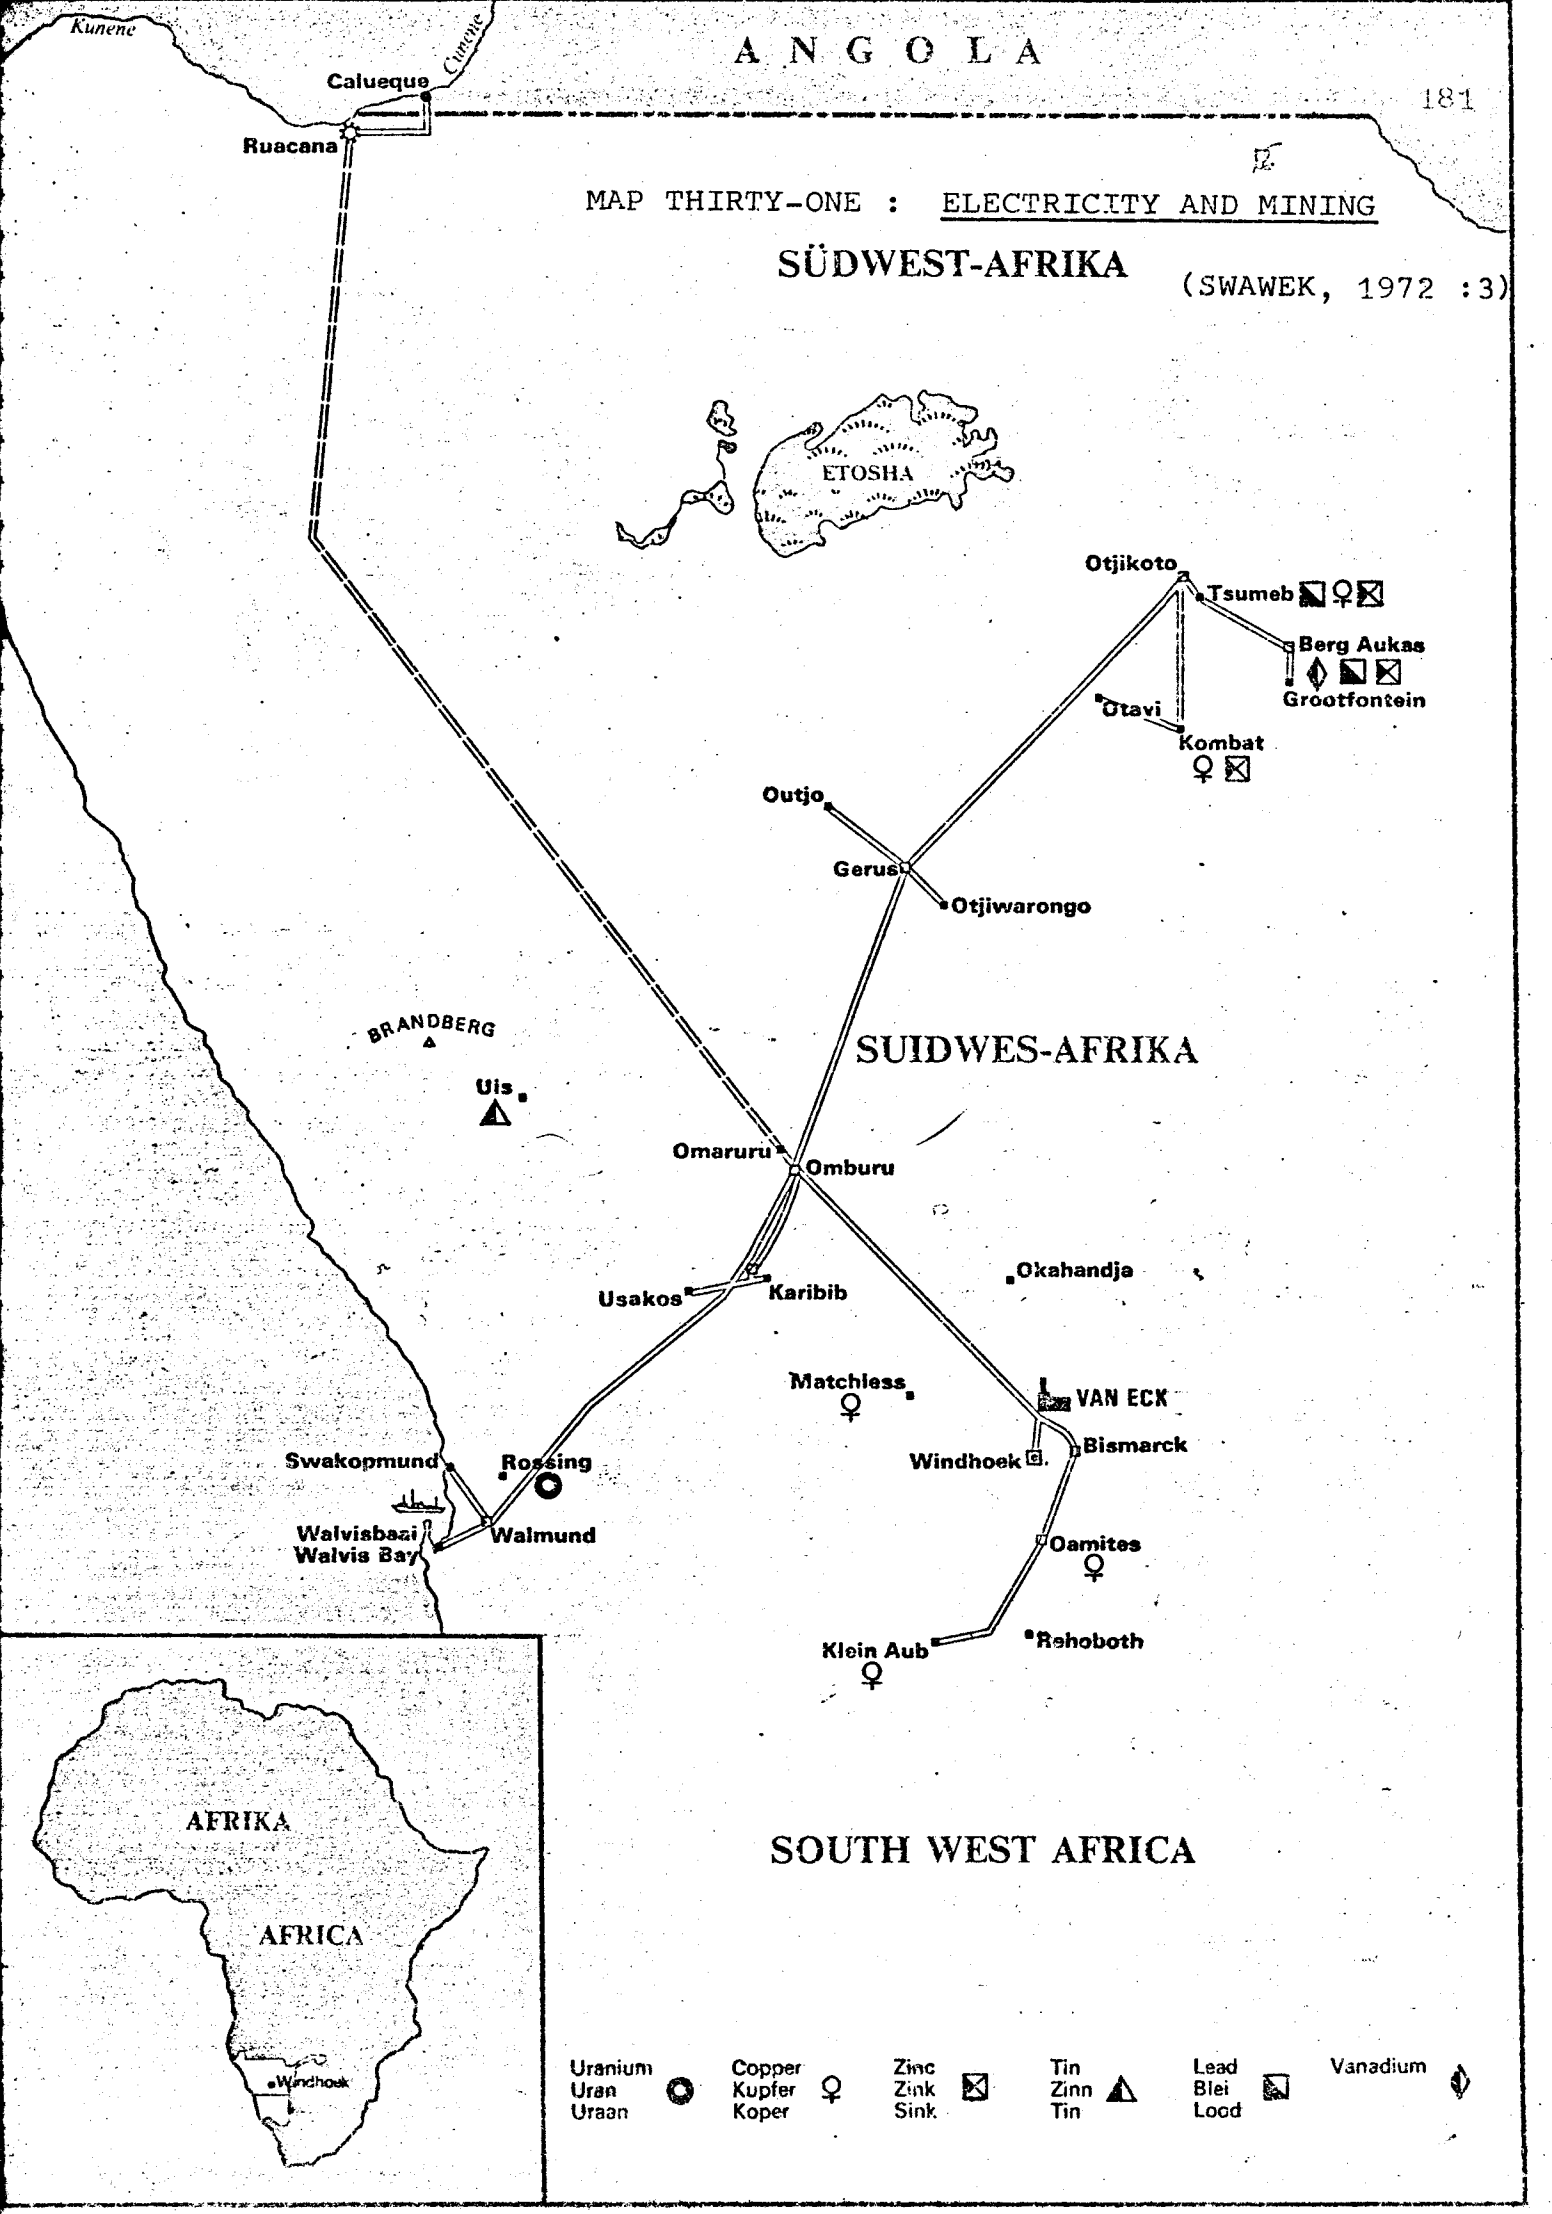 Kunene
Cunene
ANGOLA
Calueque
181
Ruacana
MAP THIRTY-ONE : ELECTRICITY AND MINING
SÜDWEST-AFRIKA
(SWAWEK, 1972 :3)
ETOSHA
Otjikoto
Tsumeb
Berg Aukas
Grootfontein
Otavi
Kombat
Outjo
Gerus
Otjiwarongo
BRANDBERG
SUIDWES-AFRIKA
Uis
Omaruru
Omburu
Okahandja
Usakos
Karibib
Matchless
VAN ECK
Bismarck
Windhoek
Swakopmund
Rossing
Walvisbaai
Walvis Bay
Walmund
Oamites
Klein Aub
Rehoboth
AFRIKA
AFRICA
Windhoek
SOUTH WEST AFRICA
Uranium
Uran
Uraan
Copper
Kupfer
Koper
Zinc
Zink
Sink
Tin
Zinn
Tin
Lead
Blei
Lood
Vanadium